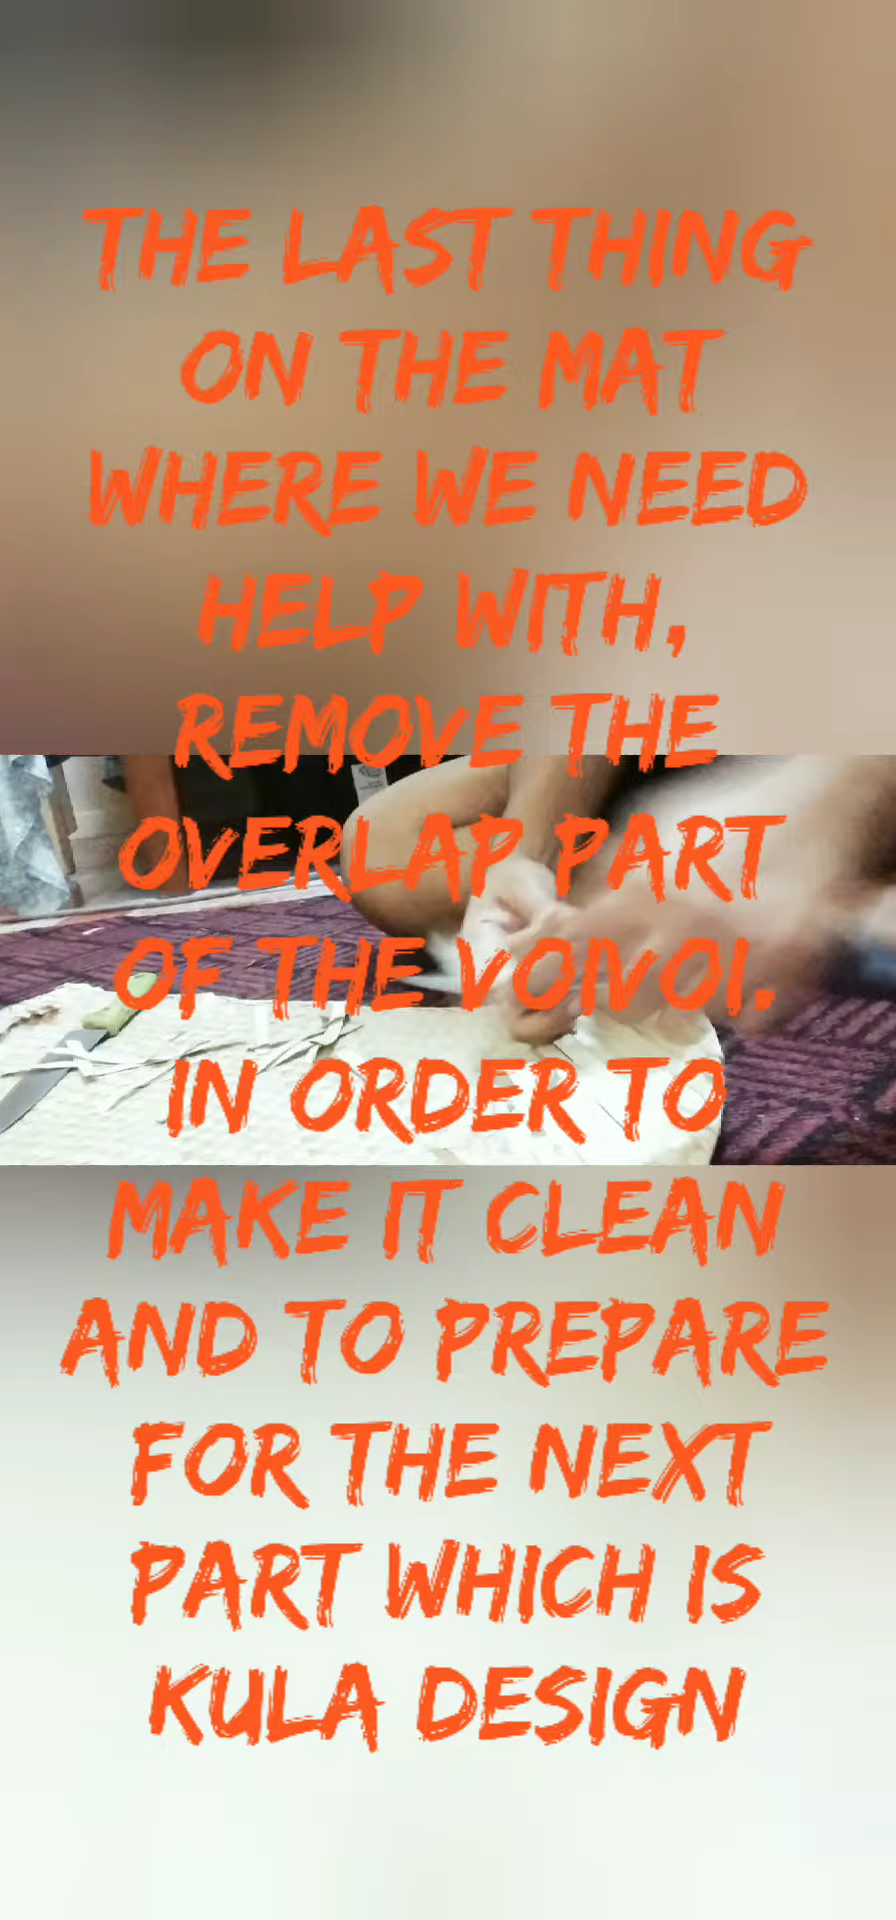 THE LAST THING
ON THE MAT
WHERE WE NEED
HELP WITH,
REMOVE THE
OVERLAP PART
OF THE VOIVOI.
IN ORDER TO
MAKE IT CLEAN
AND TO PREPARE
FOR THE NEXT
PART WHICH IS
KULA DESIGN